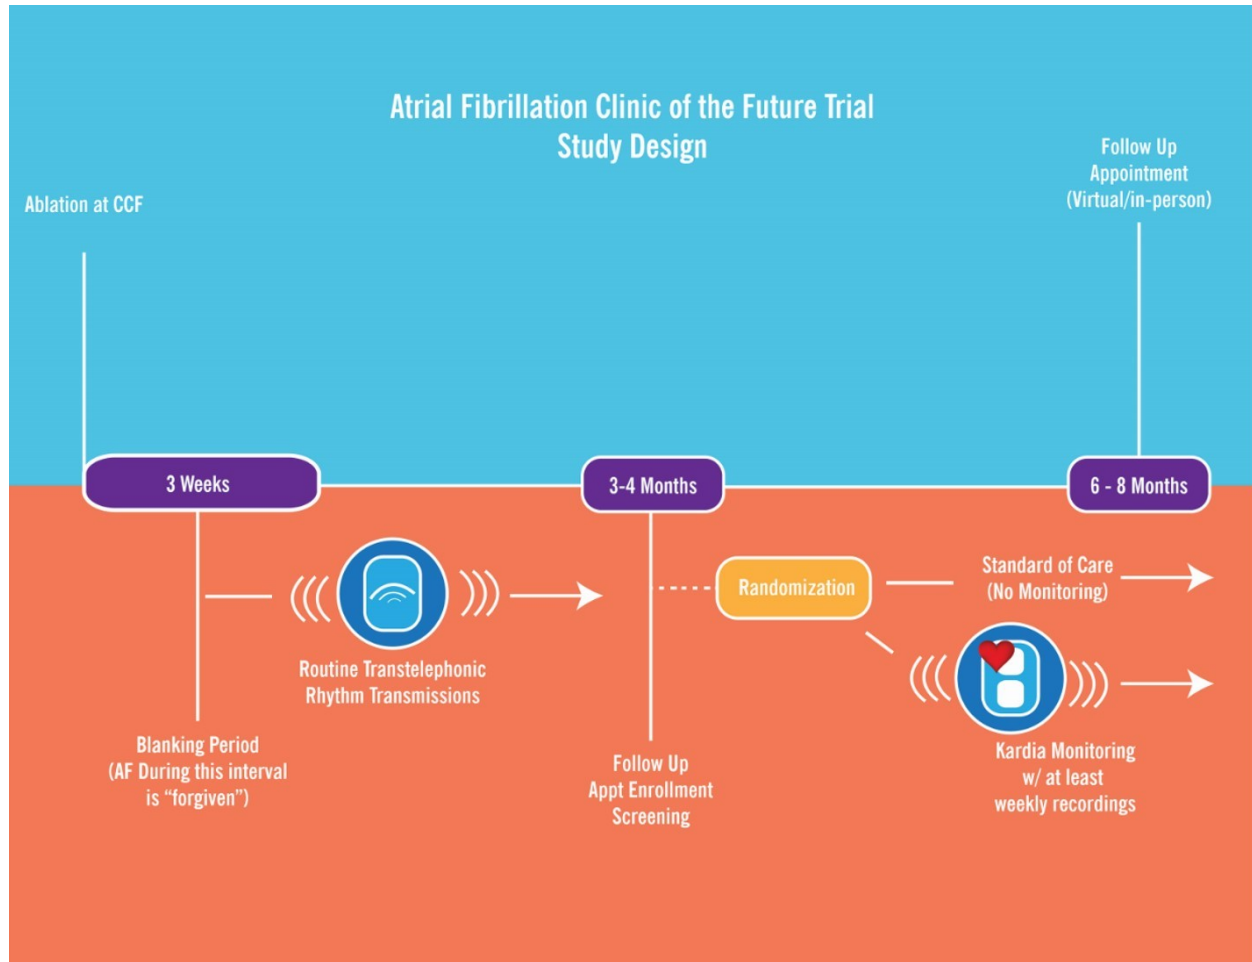 Atrial Fibrillation Clinic of the Future Trial
Study Design
Ablation at CCF
Follow Up
Appointment
(Virtual/in-person)
3 Weeks
3-4 Months
6 - 8 Months
Routine Transtelephonic
Rhythm Transmissions
Randomization
Standard of Care
(No Monitoring)
Blanking Period
(AF During this interval
is “forgiven”)
Follow Up
Appt Enrollment
Screening
Kardia Monitoring
w/ at least
weekly recordings